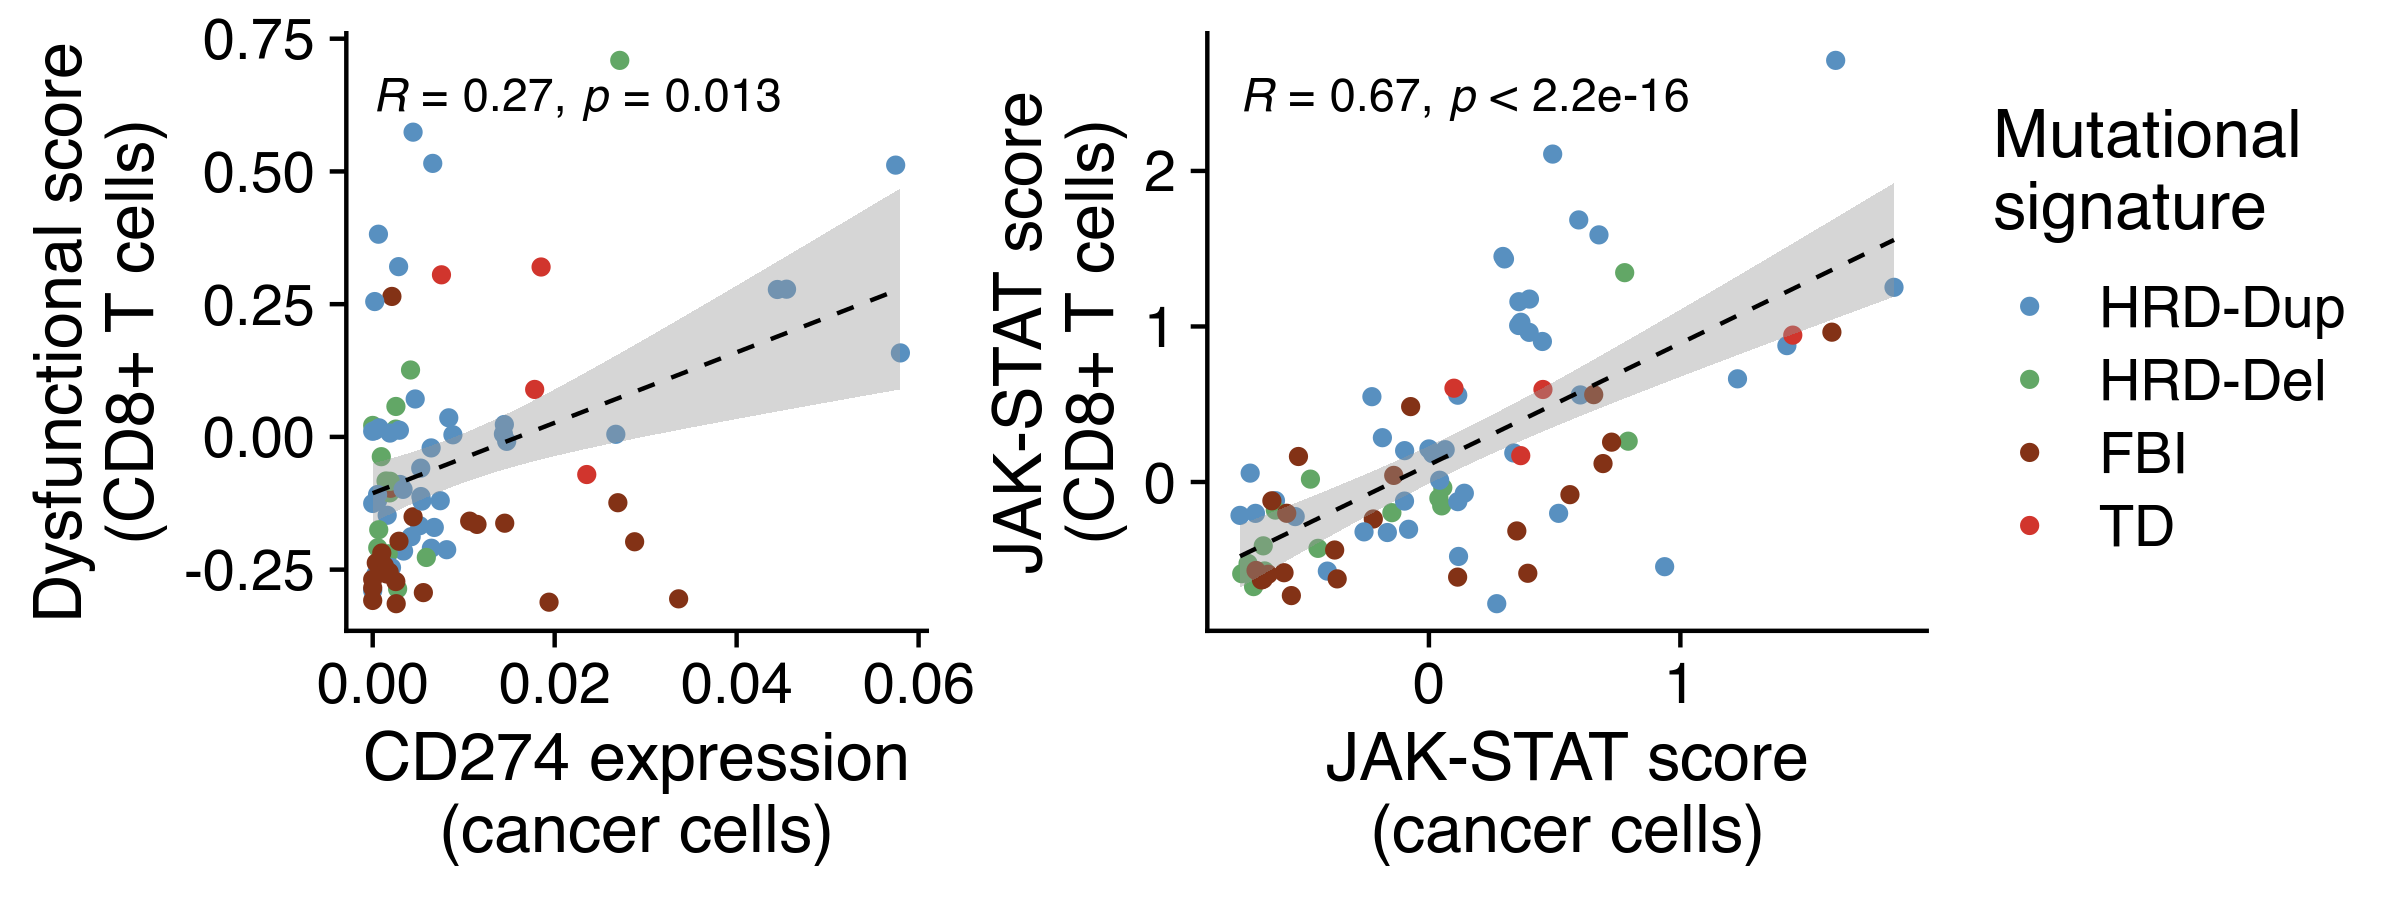 Dysfunctional score
(CD8+ T cells)
0.75
0.50
0.25
0.00
-0.25
R = 0.27, p = 0.013
0.00 0.02 0.04 0.06
CD274 expression
(cancer cells)
JAK-STAT score
(CD8+ T cells)
2
1
0
R = 0.67, p < 2.2e-16
0 1
JAK-STAT score
(cancer cells)
Mutational
signature
HRD-Dup
HRD-Del
FBI
TD